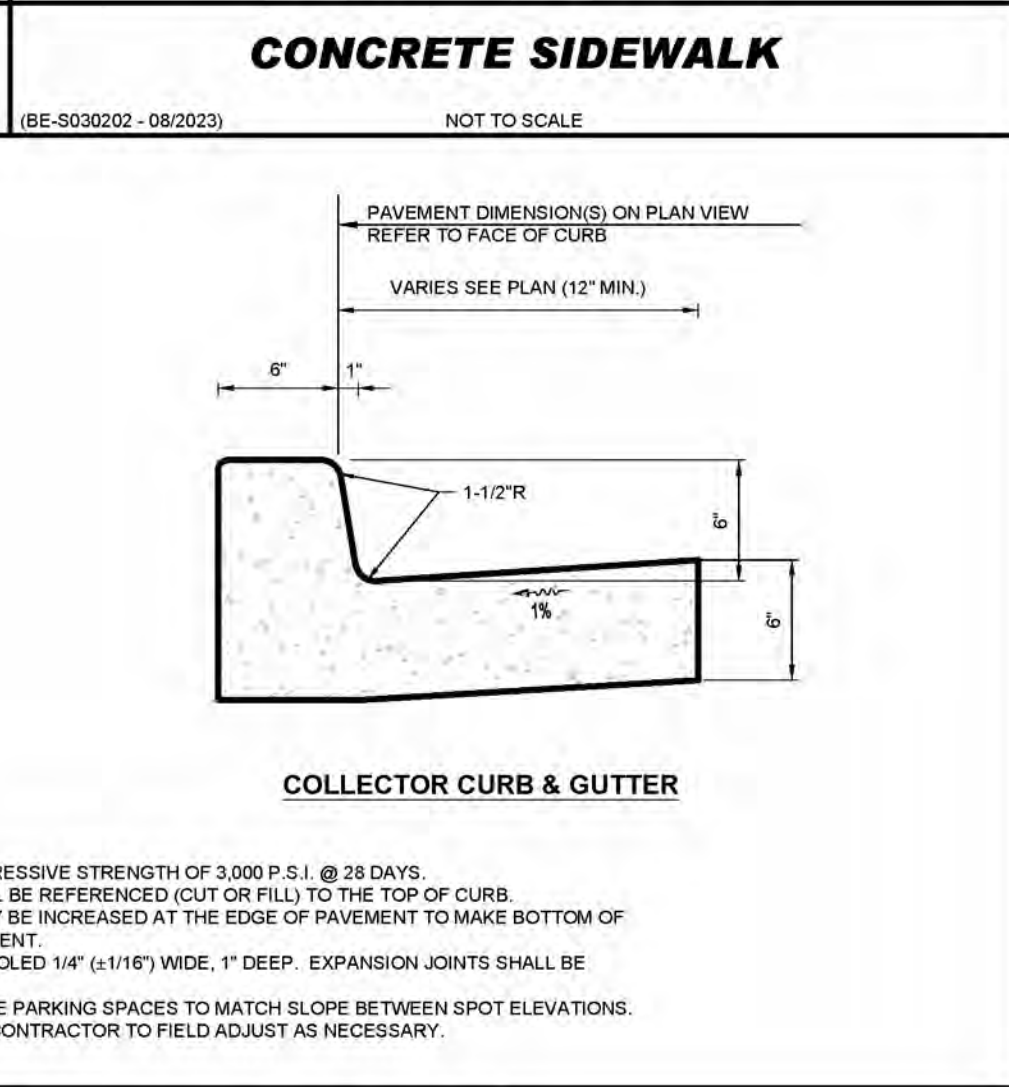 CONCRETE SIDEWALK
(BE-S030202 - 08/2023)
NOT TO SCALE
PAVEMENT DIMENSION(S) ON PLAN VIEW
REFER TO FACE OF CURB
VARIES SEE PLAN (12" MIN.)
6"
1"
1-1/2"R
6"
1%
6"
COLLECTOR CURB & GUTTER
RESSIVE STRENGTH OF 3,000 P.S.I. @ 28 DAYS.
BE REFERENCED (CUT OR FILL) TO THE TOP OF CURB.
BE INCREASED AT THE EDGE OF PAVEMENT TO MAKE BOTTOM OF
ENT.
OLED 1/4" (±1/16") WIDE, 1" DEEP. EXPANSION JOINTS SHALL BE
E PARKING SPACES TO MATCH SLOPE BETWEEN SPOT ELEVATIONS.
CONTRACTOR TO FIELD ADJUST AS NECESSARY.